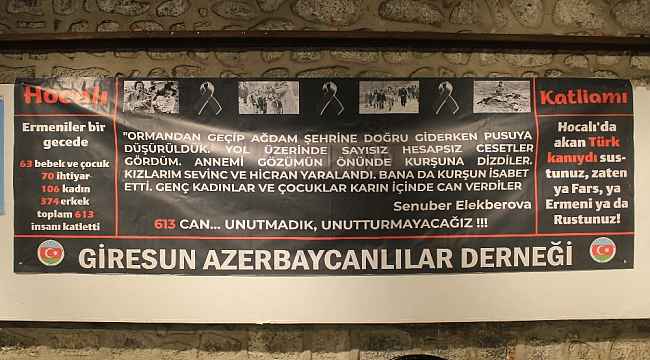 Hocalı
Ermeniler bir
gecede
63 bebek ve çocuk
70 ihtiyar
106 kadın
374 erkek
toplam 613
insanı katletti
"ORMANDAN GEÇİP AĞDAM ŞEHRİNE DOĞRU GİDERKEN PUSUYA
DÜŞÜRÜLDÜK. YOL ÜZERİNDE SAYISIZ HESAPSIZ CESETLER
GÖRDÜM. ANNEMİ GÖZÜMÜN ÖNÜNDE KURŞUNA DİZDİLER.
KIZLARIM SEVİNC VE HİCRAN YARALANDI. BANA DA KURŞUN İSABET
ETTİ. GENÇ KADINLAR VE ÇOCUKLAR KARIN İÇİNDE CAN VERDİLER
Senuber Elekberova
613 CAN... UNUTMADIK, UNUTTURMAYACAĞIZ !!!
Katliamı
Hocalı'da
akan Türk
kanıydı sus-
tunuz, zaten
ya Fars, ya
Ermeni ya da
Rustunuz!
GİRESUN AZERBAYCANLILAR DERNEĞİ